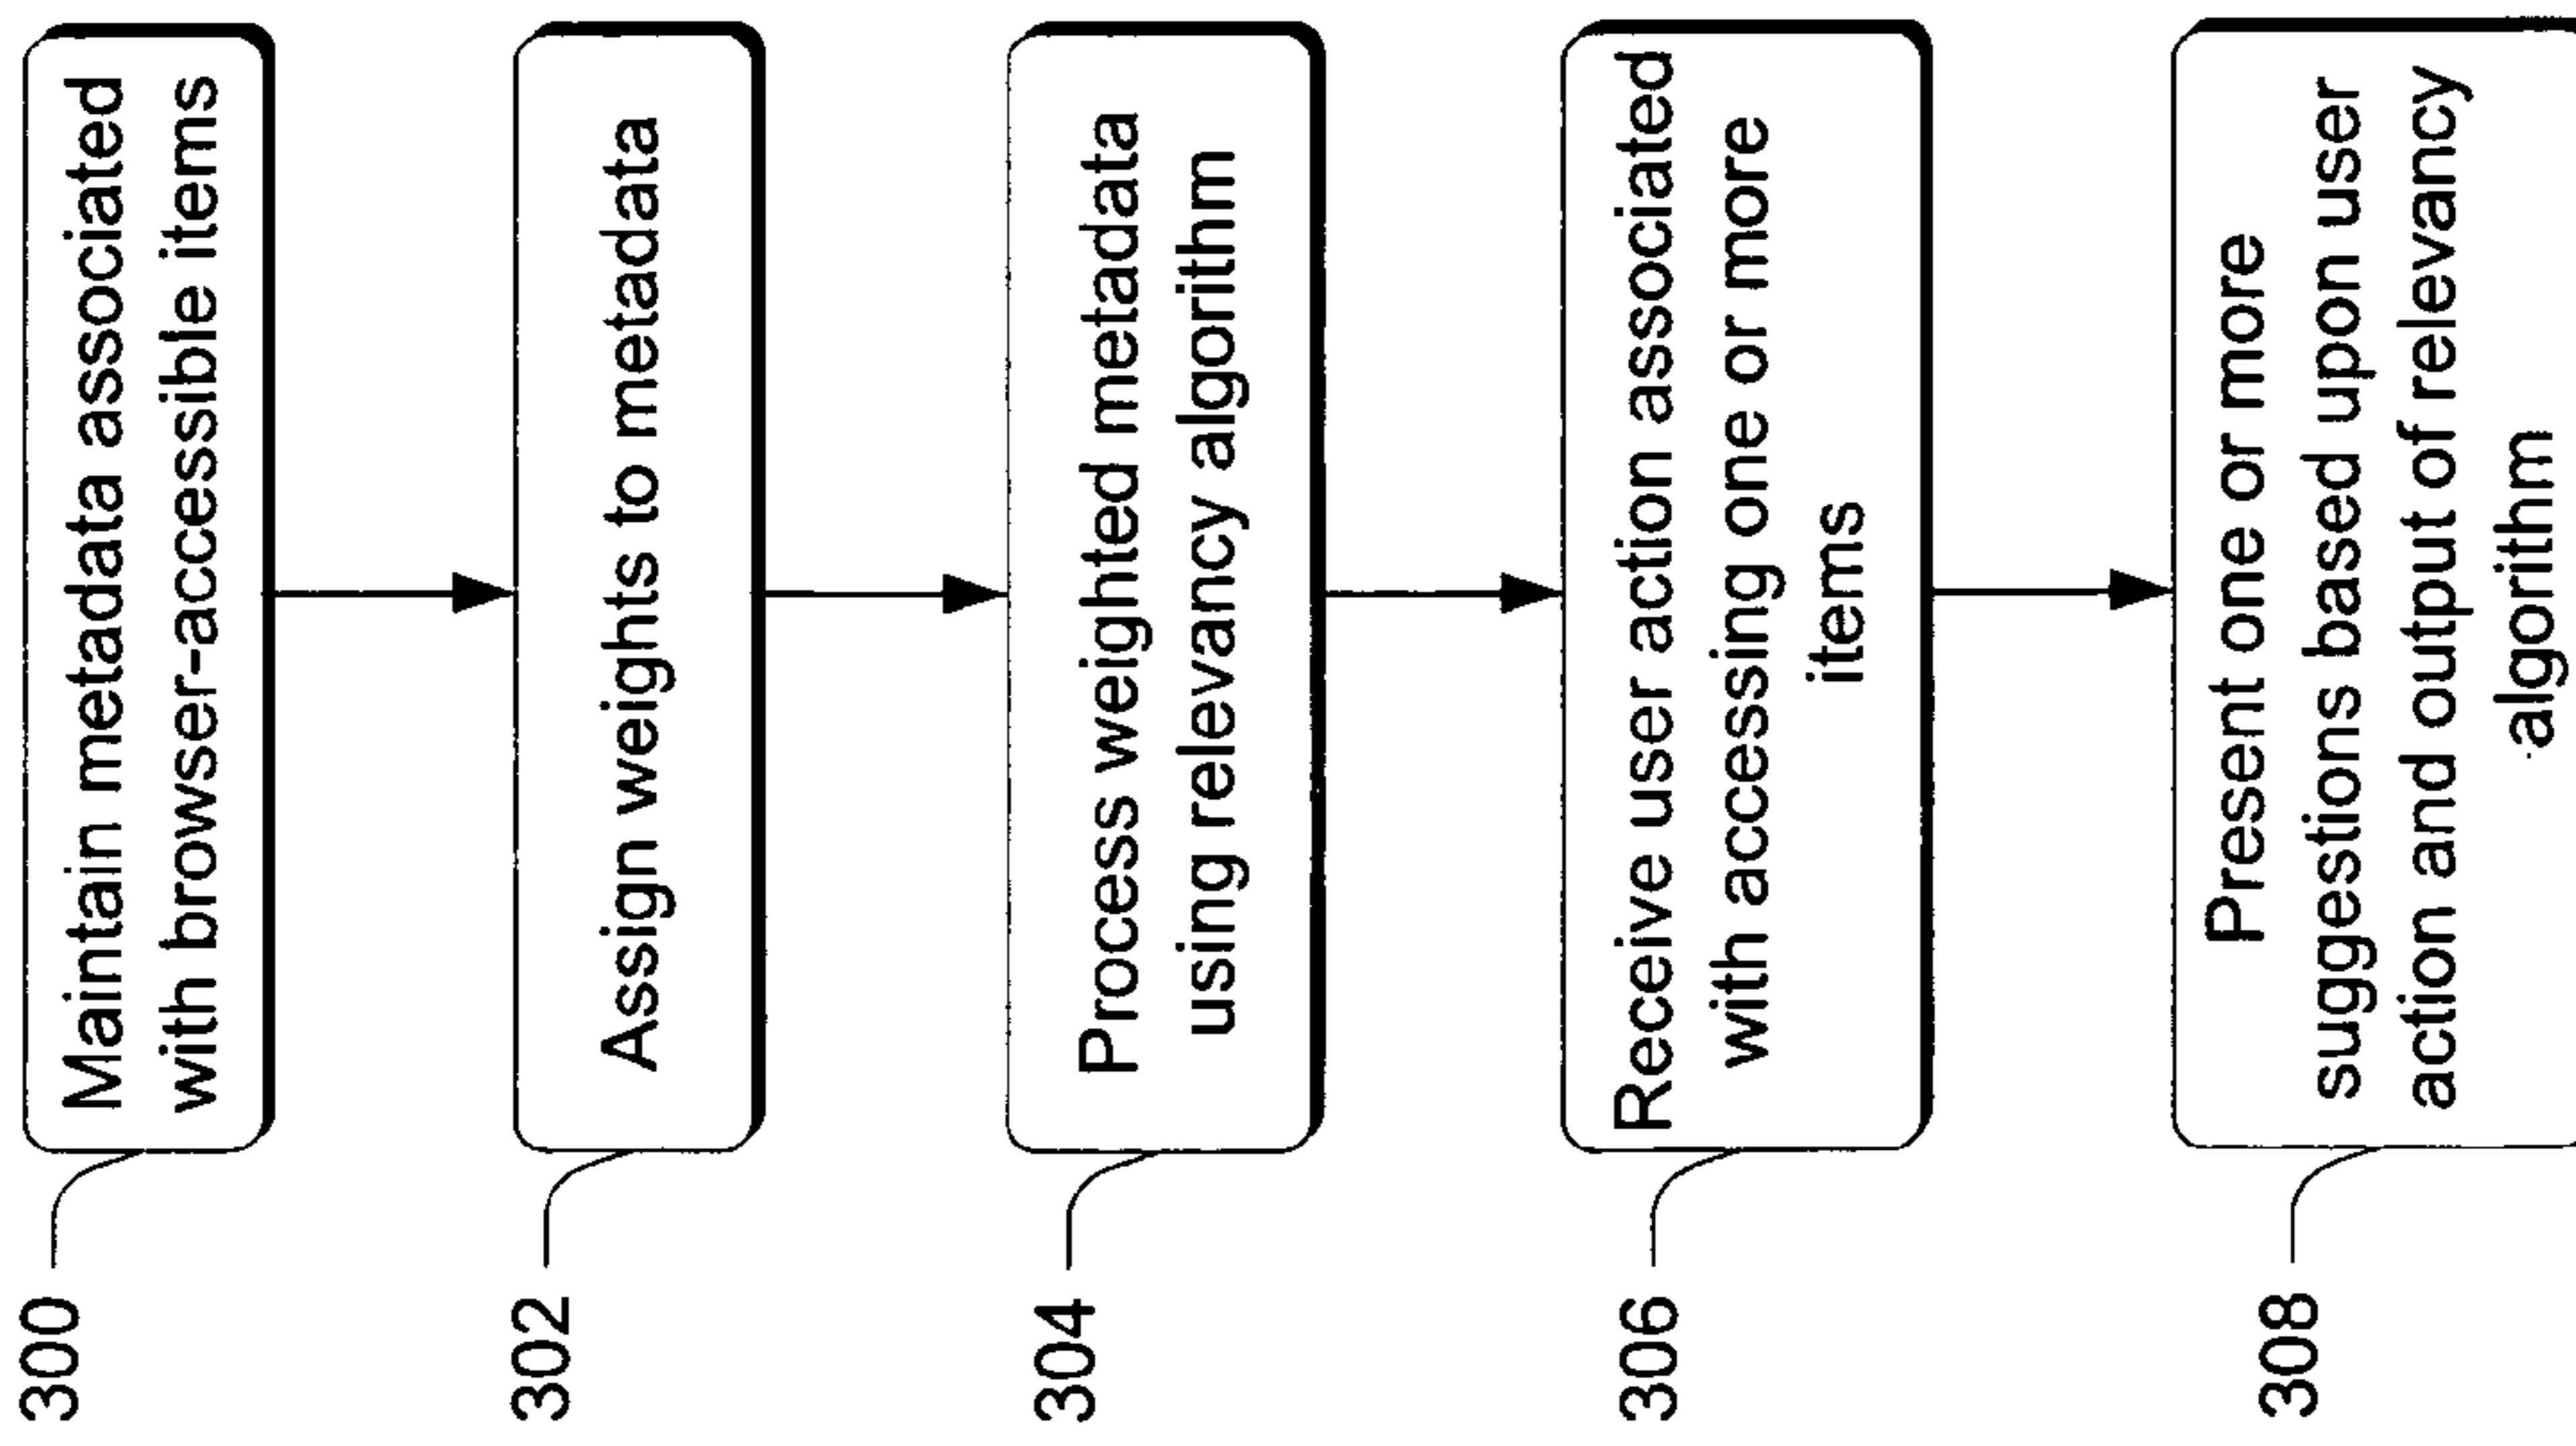 300
Maintain metadata associated
with browser-accessible items
302
Assign weights to metadata
304
Process weighted metadata
using relevancy algorithm
306
Receive user action associated
with accessing one or more
items
308
Present one or more
suggestions based upon user
action and output of relevancy
algorithm